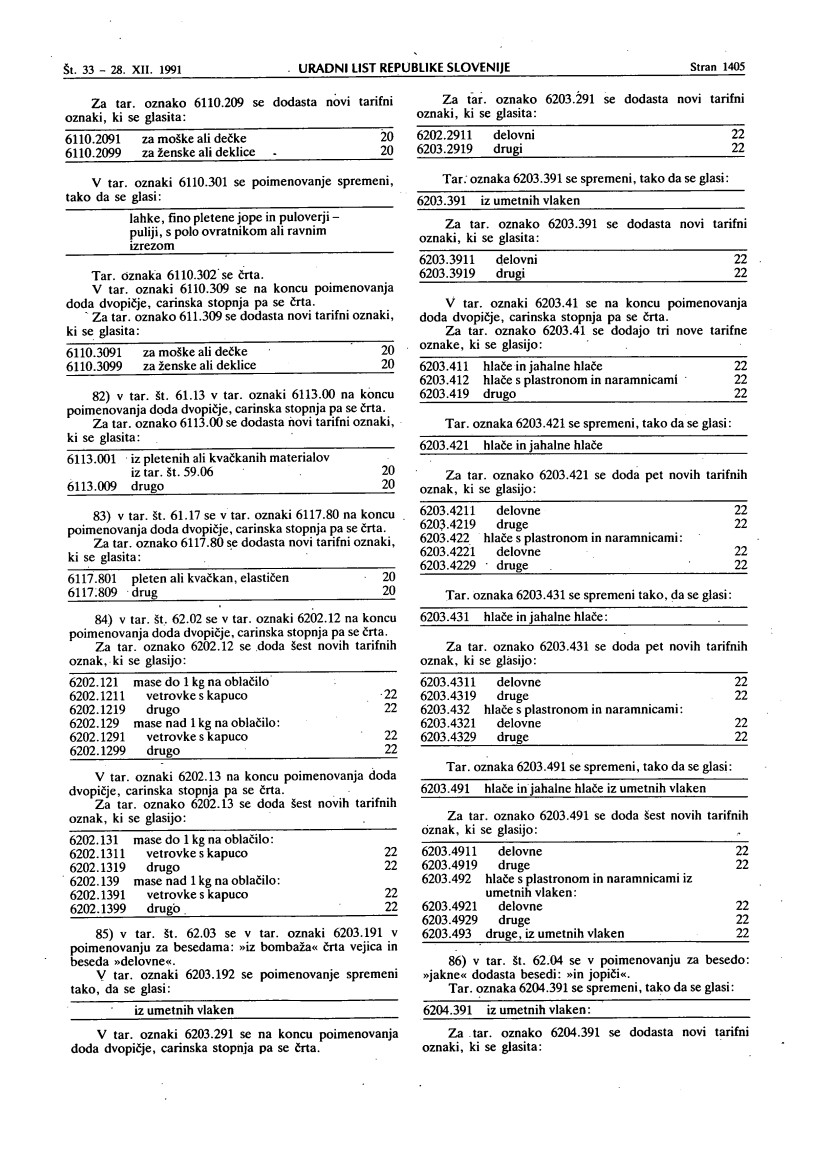 Št. 33 – 28. XII. 1991 URADNI LIST REPUBLIKE SLOVENIJE Stran 1405
Za tar. oznako 6110.209 se dodasta novi tarifni
oznaki, ki se glasita:
6110.2091 za moške ali dečke 20
6110.2099 za ženske ali deklice 20
V tar. oznaki 6110.301 se poimenovanje spremeni,
tako da se glasi:
lahke, fino pletene jope in puloverji –
puliji, s polo ovratnikom ali ravnim
izrezom
Tar. oznaka 6110.302 se črta.
V tar. oznaki 6110.309 se na koncu poimenovanja
doda dvopičje, carinska stopnja pa se črta.
Za tar. oznako 611.309 se dodasta novi tarifni oznaki,
ki se glasita:
6110.3091 za moške ali dečke 20
6110.3099 za ženske ali deklice 20
82) v tar. št. 61.13 v tar. oznaki 6113.00 na koncu
poimenovanja doda dvopičje, carinska stopnja pa se črta.
Za tar. oznako 6113.00 se dodasta novi tarifni oznaki,
ki se glasita:
6113.001 iz pletenih ali kvačkanih materialov
iz tar. št. 59.06 20
6113.009 drugo 20
83) v tar. št. 61.17 se v tar. oznaki 6117.80 na koncu
poimenovanja doda dvopičje, carinska stopnja pa se črta.
Za tar. oznako 6117.80 se dodasta novi tarifni oznaki,
ki se glasita:
6117.801 pleten ali kvačkan, elastičen 20
6117.809 drug 20
84) v tar. št. 62.02 se v tar. oznaki 6202.12 na koncu
poimenovanja doda dvopičje, carinska stopnja pa se črta.
Za tar. oznako 6202.12 se doda šest novih tarifnih
oznak, ki se glasijo:
6202.121 mase do 1 kg na oblačilo
6202.1211 vetrovke s kapuco 22
6202.1219 drugo 22
6202.129 mase nad 1 kg na oblačilo:
6202.1291 vetrovke s kapuco 22
6202.1299 drugo 22
V tar. oznaki 6202.13 na koncu poimenovanja doda
dvopičje, carinska stopnja pa se črta.
Za tar. oznako 6202.13 se doda šest novih tarifnih
oznak, ki se glasijo:
6202.131 mase do 1 kg na oblačilo:
6202.1311 vetrovke s kapuco 22
6202.1319 drugo 22
6202.139 mase nad 1 kg na oblačilo:
6202.1391 vetrovke s kapuco 22
6202.1399 drugo 22
85) v tar. št. 62.03 se v tar. oznaki 6203.191 v
poimenovanju za besedama: »iz bombaža« črta vejica in
beseda »delovne«.
V tar. oznaki 6203.192 se poimenovanje spremeni
tako, da se glasi:
iz umetnih vlaken
V tar. oznaki 6203.291 se na koncu poimenovanja
doda dvopičje, carinska stopnja pa se črta.
Za tar. oznako 6203.291 se dodasta novi tarifni
oznaki, ki se glasita:
6202.2911 delovni 22
6203.2919 drugi 22
Tar. oznaka 6203.391 se spremeni, tako da se glasi:
6203.391 iz umetnih vlaken
Za tar. oznako 6203.391 se dodasta novi tarifni
oznaki, ki se glasita:
6203.3911 delovni 22
6203.3919 drugi 22
V tar. oznaki 6203.41 se na koncu poimenovanja
doda dvopičje, carinska stopnja pa se črta.
Za tar. oznako 6203.41 se dodajo tri nove tarifne
oznake, ki se glasijo:
6203.411 hlače in jahalne hlače 22
6203.412 hlače s plastronom in naramnicami 22
6203.419 drugo 22
Tar. oznaka 6203.421 se spremeni, tako da se glasi:
6203.421 hlače in jahalne hlače
Za tar. oznako 6203.421 se doda pet novih tarifnih
oznak, ki se glasijo:
6203.4211 delovne 22
6203.4219 druge 22
6203.422 hlače s plastronom in naramnicami:
6203.4221 delovne 22
6203.4229 druge 22
Tar. oznaka 6203.431 se spremeni tako, da se glasi:
6203.431 hlače in jahalne hlače:
Za tar. oznako 6203.431 se doda pet novih tarifnih
oznak, ki se glasijo:
6203.4311 delovne 22
6203.4319 druge 22
6203.432 hlače s plastronom in naramnicami:
6203.4321 delovne 22
6203.4329 druge 22
Tar. oznaka 6203.491 se spremeni, tako da se glasi:
6203.491 hlače in jahalne hlače iz umetnih vlaken
Za tar. oznako 6203.491 se doda šest novih tarifnih
oznak, ki se glasijo:
6203.4911 delovne 22
6203.4919 druge 22
6203.492 hlače s plastronom in naramnicami iz
umetnih vlaken:
6203.4921 delovne 22
6203.4929 druge 22
6203.493 druge, iz umetnih vlaken 22
86) v tar. št. 62.04 se v poimenovanju za besedo:
»jakne« dodasta besedi: »in jopiči«.
Tar. oznaka 6204.391 se spremeni, tako da se glasi:
6204.391 iz umetnih vlaken:
Za tar. oznako 6204.391 se dodasta novi tarifni
oznaki, ki se glasita: